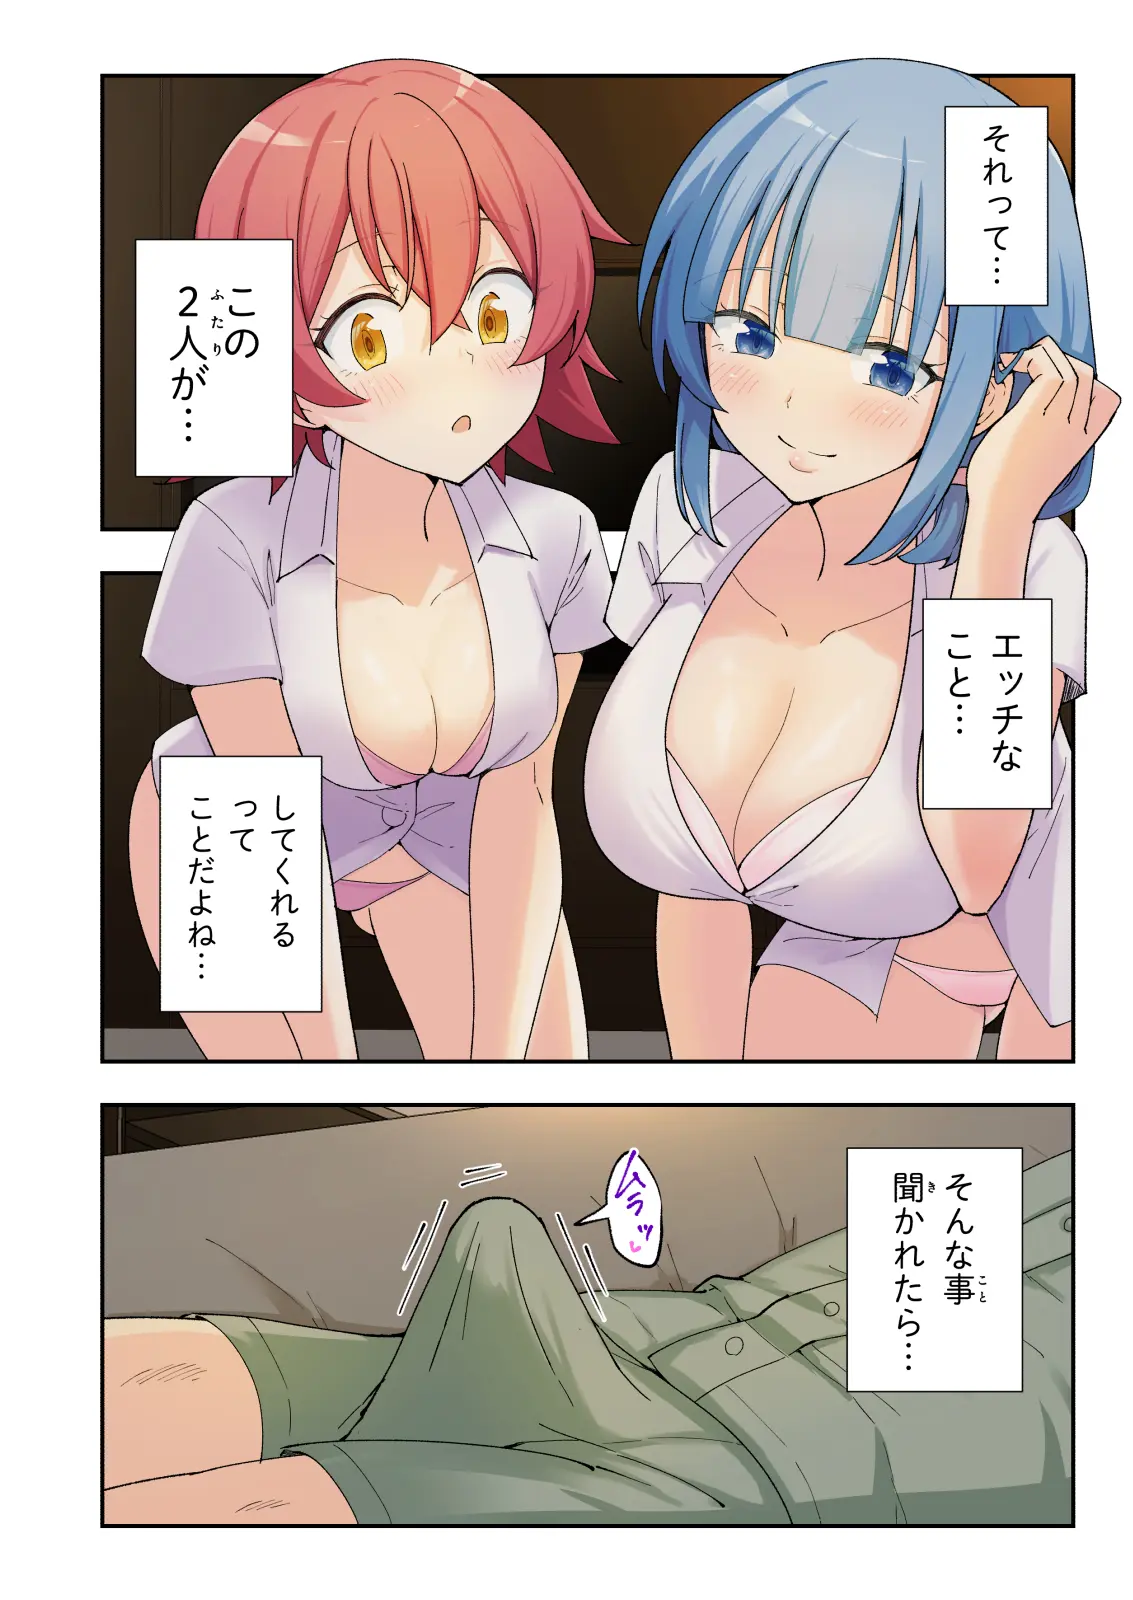 それって…
この
2人が…
エッチな
こと…
してくれる
って
ことだよね…
そんな事
聞かれたら…
ムラッ♥